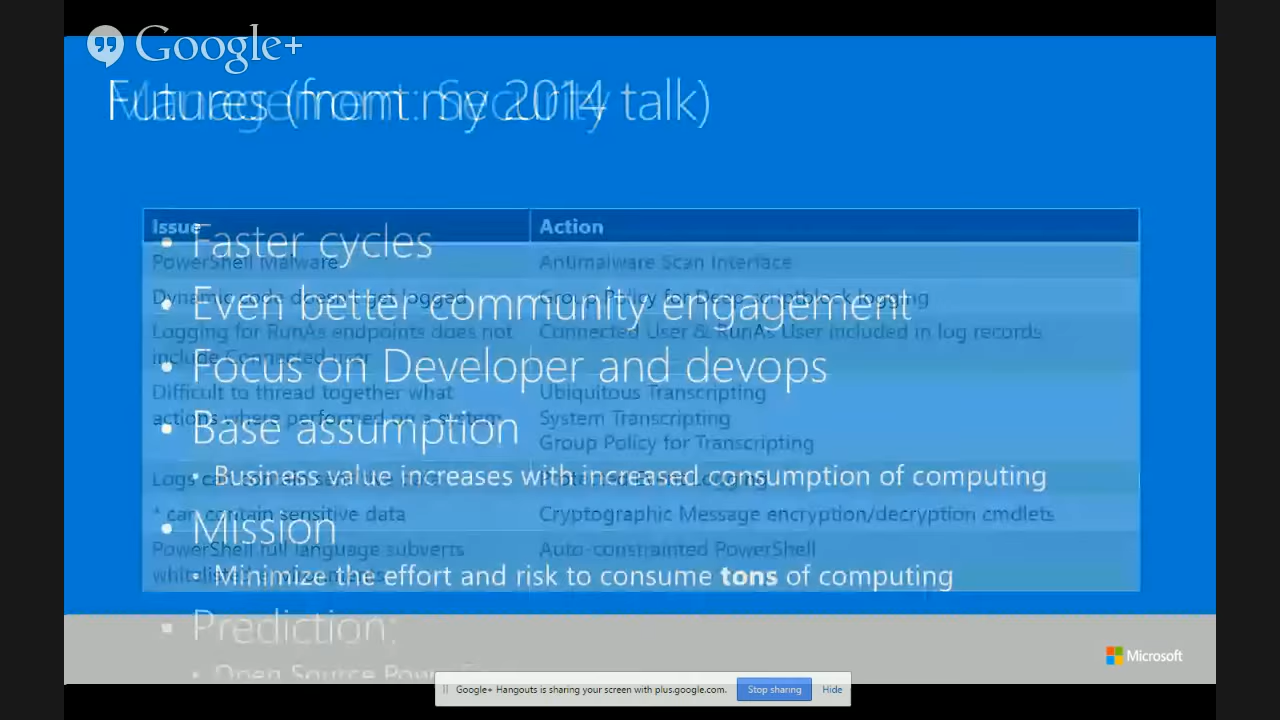 Google+
Futures (from my 2014 talk)
Management: Security
Issue
Action
• Faster cycles
PowerShell Malware
Antimalware Scan Interface
Dynamic code doesn't get logged
Group Policy for Deep scriptblock logging
• Even better community engagement
Logging for RunAs endpoints does not
include Connected user
Connected User & RunAs User included in log records
• Focus on Developer and devops
Difficult to thread together what
actions where performed on a system
Ubiquitous Transcripting
System Transcripting
Group Policy for Transcripting
• Base assumption
• Business value increases with increased consumption of computing
Logs can
Logging
* can contain sensitive data
Cryptographic Message encryption/decryption cmdlets
• Mission
PowerShell full language subverts
Auto-constrainted PowerShell
• Minimize the effort and risk to consume tons of computing
• Prediction:
• Open Source
Microsoft
Google+ Hangouts is sharing your screen with plus.google.com.
Stop sharing
Hide